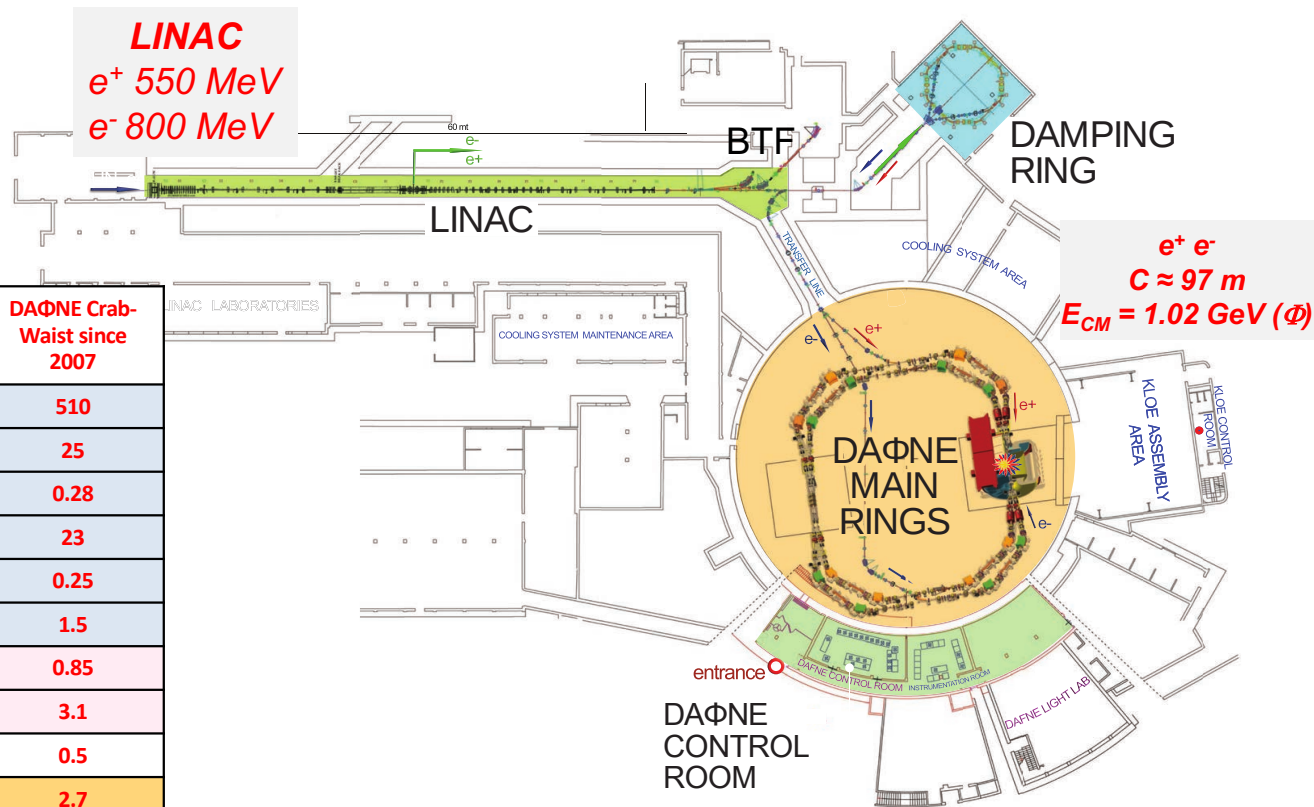 LINAC
e+ 550 MeV
e- 800 MeV
60 mt
e-
e+
BTF
DAMPING
RING
LINAC
TRANSFER LINE
COOLING SYSTEM AREA
e+ e-
C ≈ 97 m
E_CM = 1.02 GeV (Φ)
LINAC LABORATORIES
COOLING SYSTEM MAINTENANCE AREA
DAΦNE Crab-
Waist since
2007
510
25
0.28
23
0.25
1.5
0.85
3.1
0.5
2.7
e-
e+
e+
DAΦNE
MAIN
RINGS
e-
KLOE ASSEMBLY
AREA
KLOE CONTROL
ROOM
entrance
DAFNE CONTROL ROOM
INSTRUMENTATION ROOM
DAFNE LIGHT LAB
DAΦNE
CONTROL
ROOM